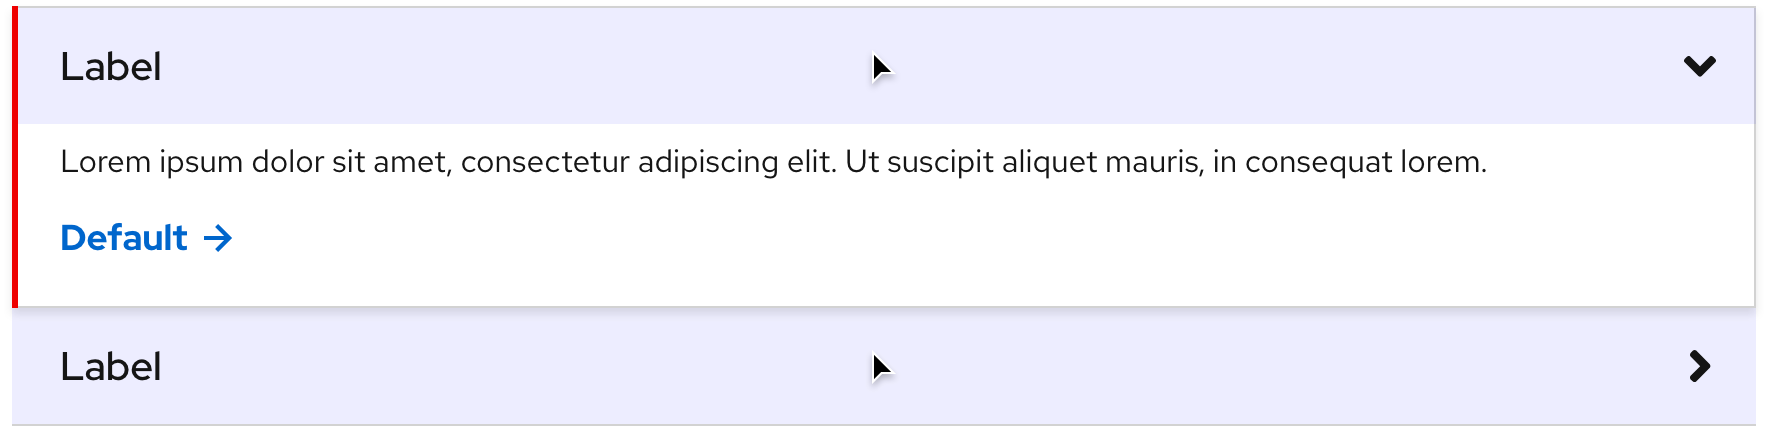 Label
Lorem ipsum dolor sit amet, consectetur adipiscing elit. Ut suscipit aliquet mauris, in consequat lorem.
Default
Label